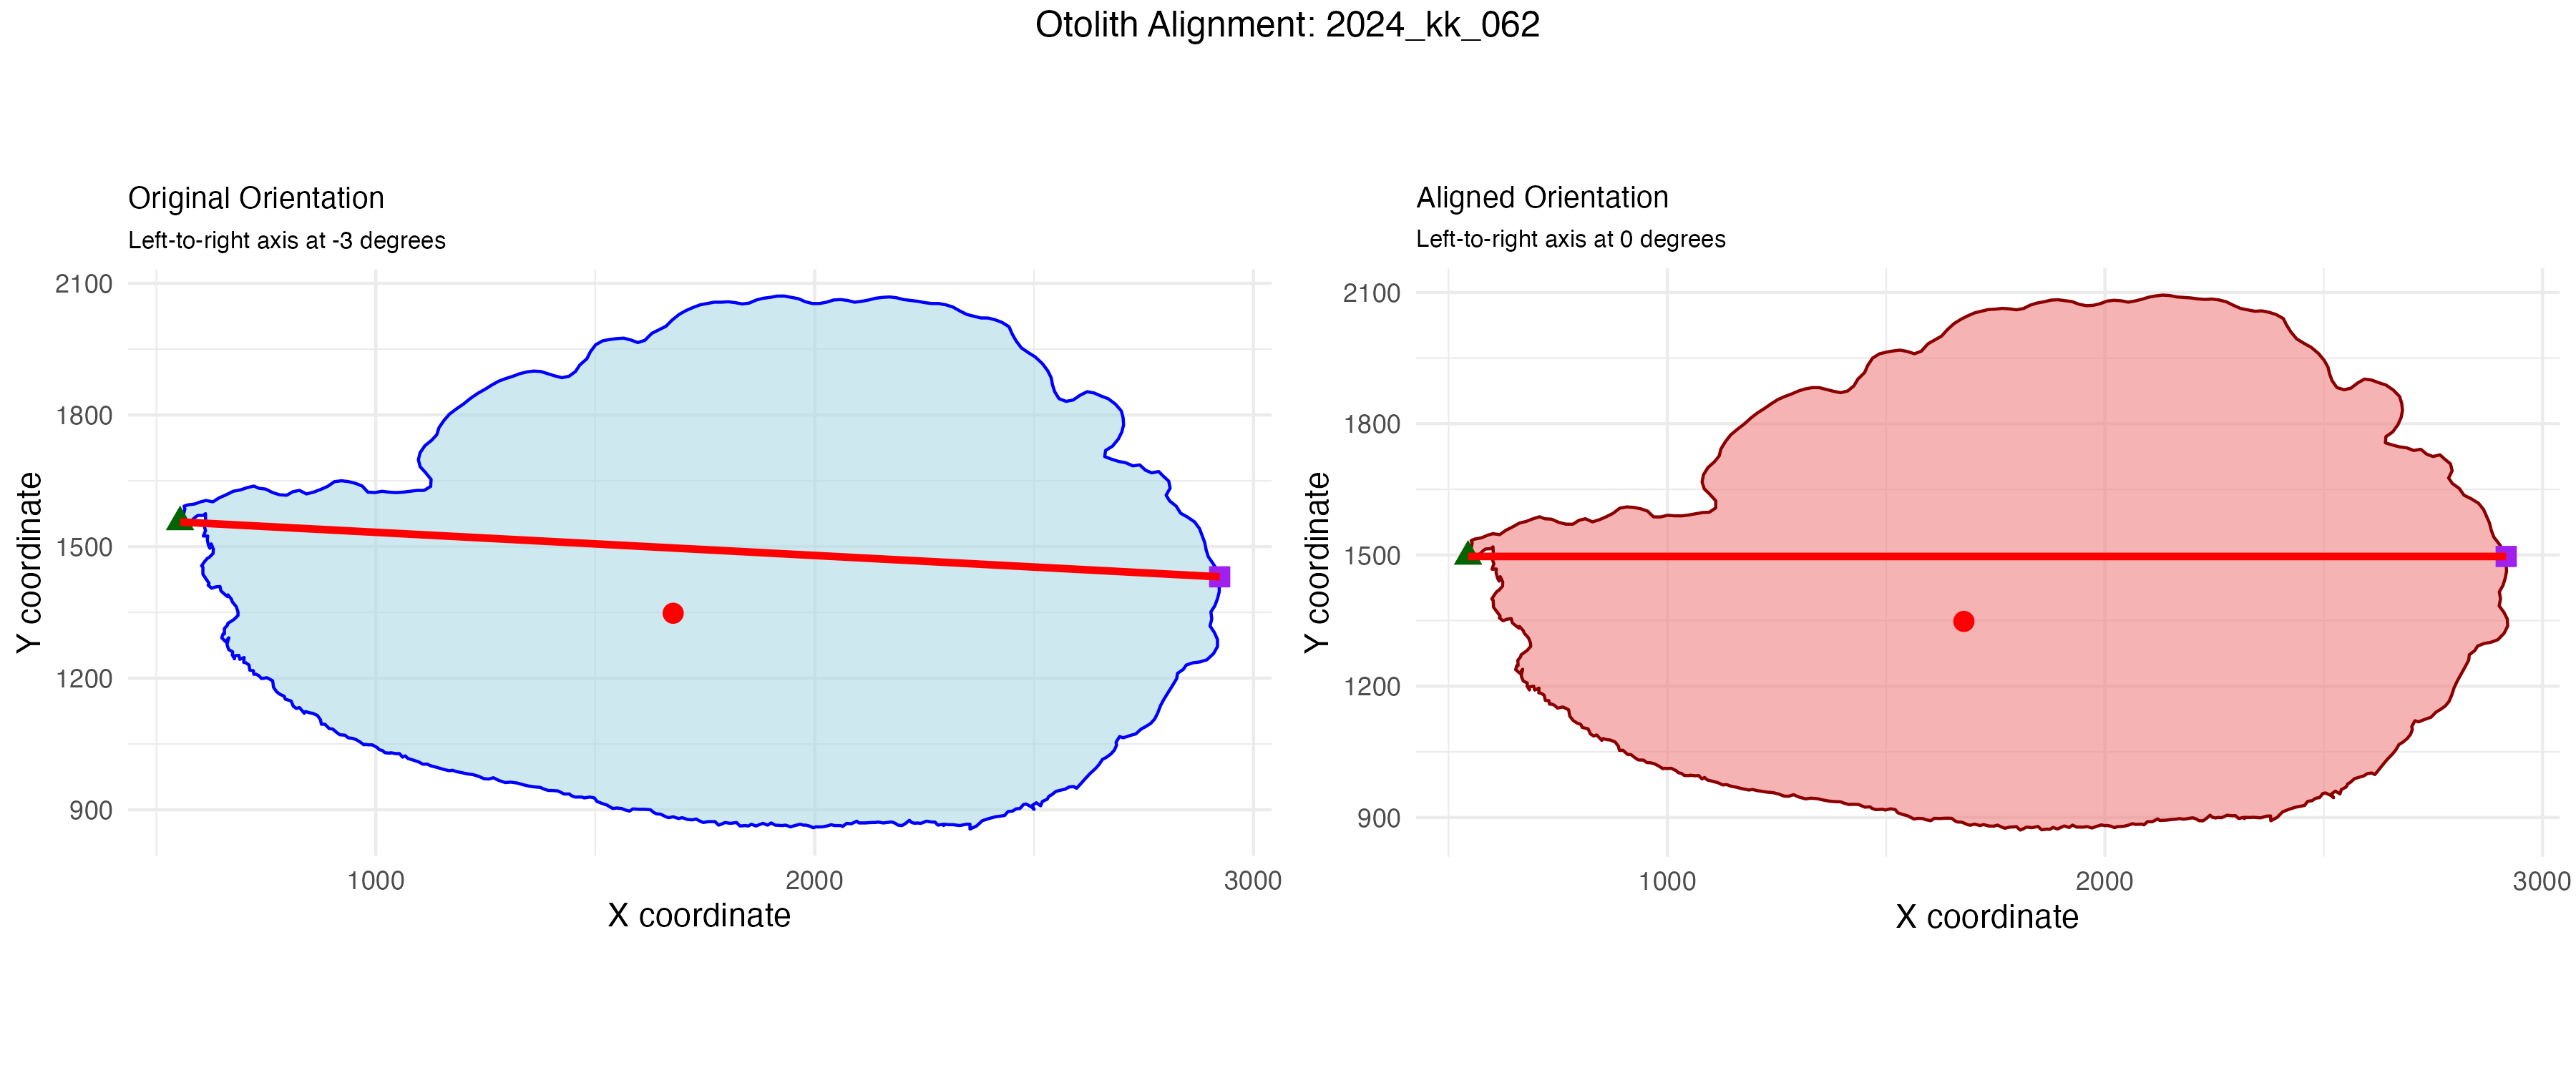 Otolith Alignment: 2024_kk_062
Original Orientation
Left-to-right axis at -3 degrees
2100
1800
1500
1200
900
Y coordinate
1000
2000
3000
X coordinate
Aligned Orientation
Left-to-right axis at 0 degrees
2100
1800
1500
1200
900
Y coordinate
1000
2000
3000
X coordinate